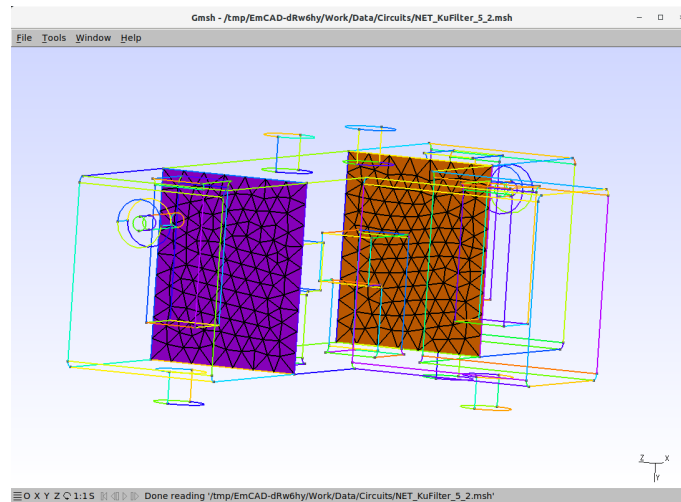 Gmsh - /tmp/EmCAD-dRw6hy/Work/Data/Circuits/NET_KuFilter_5_2.msh
File Tools Window Help
Z X
Y
O X Y Z 1:1 S Done reading '/tmp/EmCAD-dRw6hy/Work/Data/Circuits/NET_KuFilter_5_2.msh'